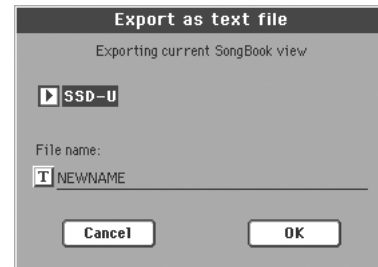 Export as text file
Exporting current SongBook view
SSD-U
File name:
T NEWNAME
Cancel OK